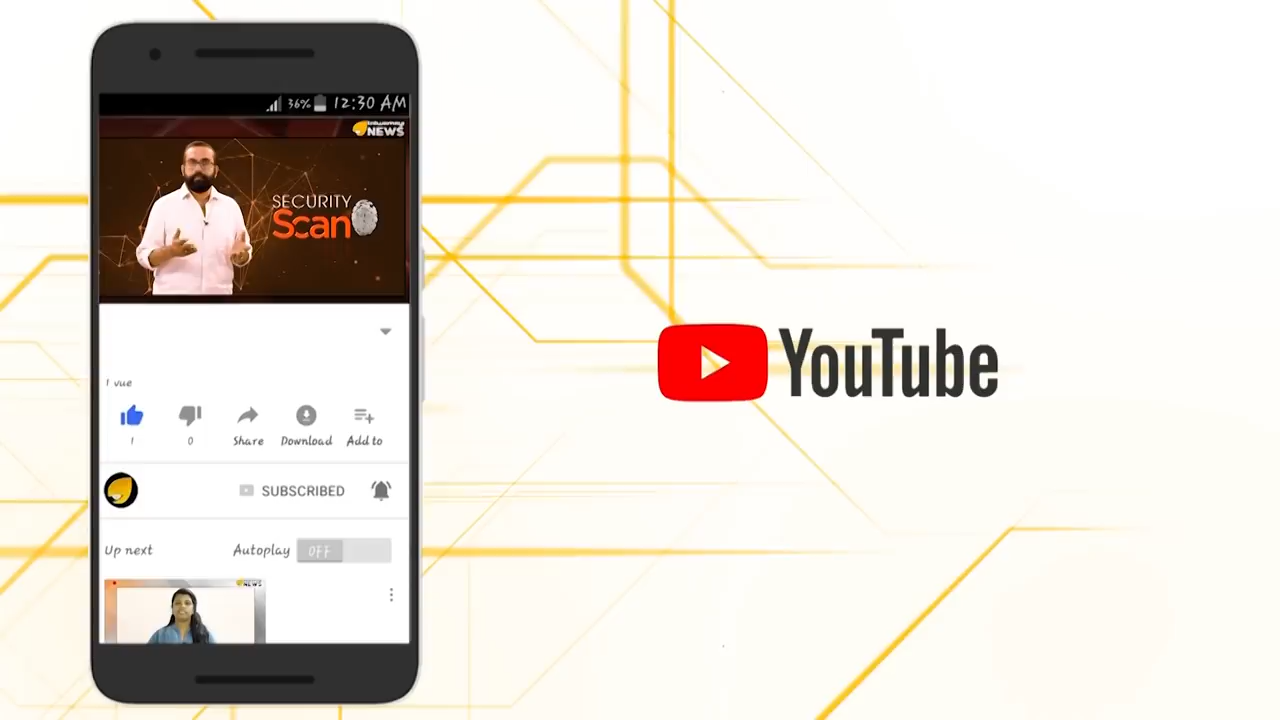 36% 12:30 AM
NEWS
SECURITY
Scan
1 vue
1
0
Share
Download
Add to
SUBSCRIBED
Up next
Autoplay
OFF
NEWS
YouTube